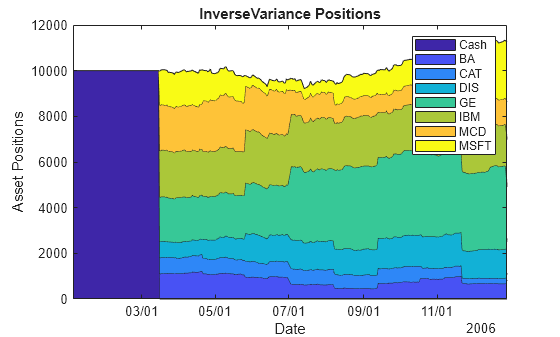 InverseVariance Positions
12000
10000
8000
6000
4000
2000
0
Asset Positions
Cash
BA
CAT
DIS
GE
IBM
MCD
MSFT
03/01 05/01 07/01 09/01 11/01
Date
2006